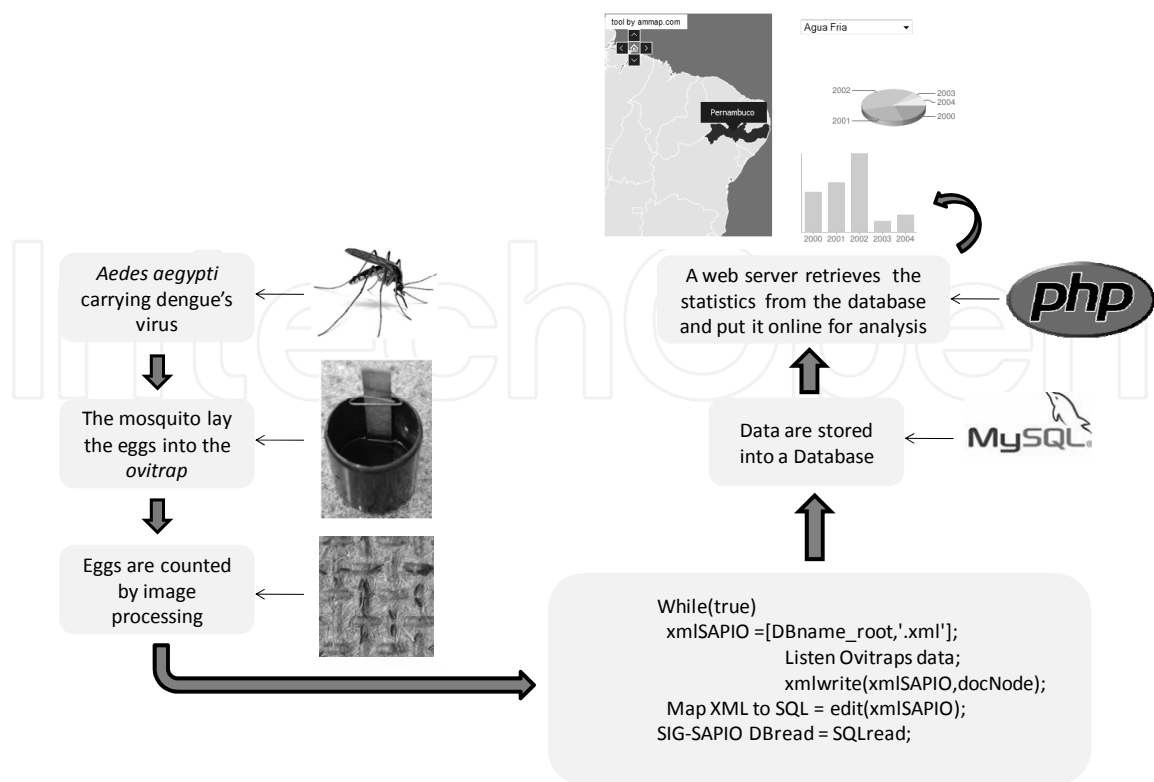 tool by ammap.com
Pernambuco
Agua Fria
2002
2003
2004
2001
2000
2000 2001 2002 2003 2004
IntechOpen
Aedes aegypti
carrying dengue's
virus
The mosquito lay
the eggs into the
ovitrap
Eggs are counted
by image
processing
While(true)
xmlSAPIO =[DBname_root,'.xml'];
Listen Ovitraps data;
xmlwrite(xmlSAPIO,docNode);
Map XML to SQL = edit(xmlSAPIO);
SIG-SAPIO DBread = SQLread;
Data are stored
into a Database
MySQL®
A web server retrieves the
statistics from the database
and put it online for analysis
php